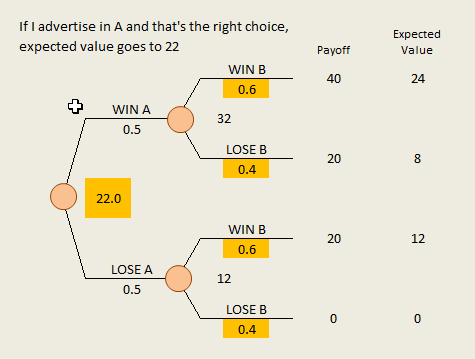 If I advertise in A and that's the right choice,
expected value goes to 22
Payoff
Expected
Value
WIN B
0.6
40
24
WIN A
0.5
32
LOSE B
0.4
20
8
22.0
WIN B
0.6
20
12
LOSE A
0.5
12
LOSE B
0.4
0
0